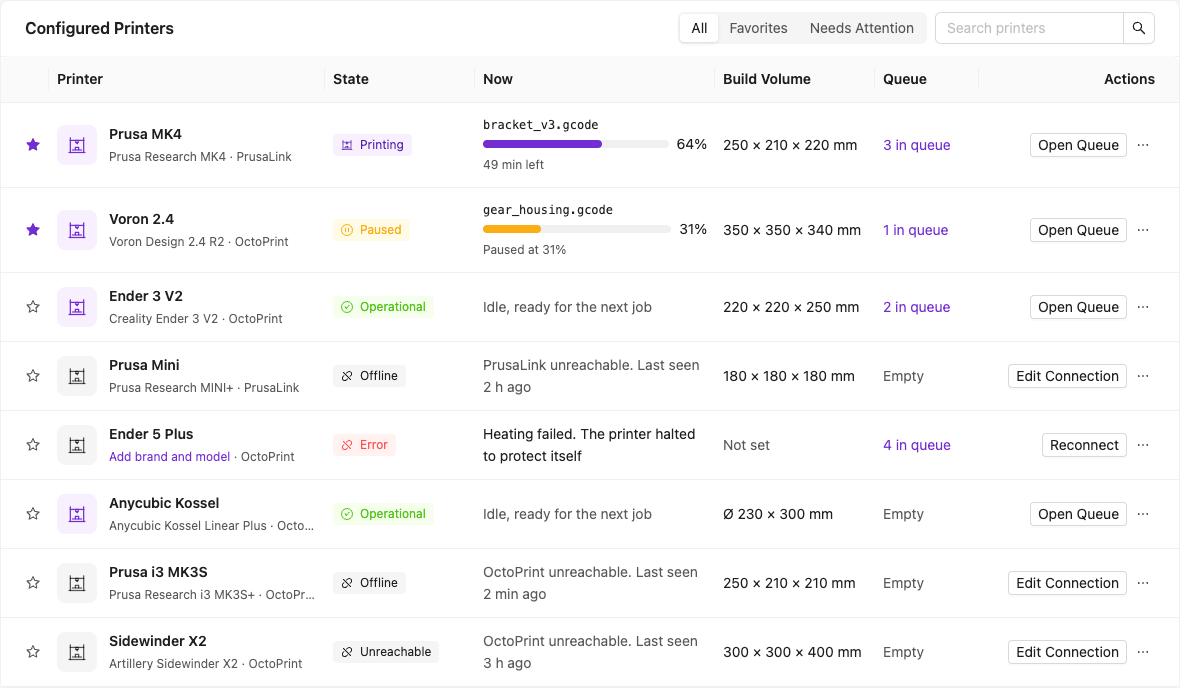 Configured Printers
All Favorites Needs Attention Search printers
Printer State Now Build Volume Queue Actions
Prusa MK4
Prusa Research MK4 · PrusaLink
Printing
bracket_v3.gcode
64%
49 min left
250 × 210 × 220 mm
3 in queue
Open Queue ···
Voron 2.4
Voron Design 2.4 R2 · OctoPrint
Paused
gear_housing.gcode
31%
Paused at 31%
350 × 350 × 340 mm
1 in queue
Open Queue ···
Ender 3 V2
Creality Ender 3 V2 · OctoPrint
Operational
Idle, ready for the next job
220 × 220 × 250 mm
2 in queue
Open Queue ···
Prusa Mini
Prusa Research MINI+ · PrusaLink
Offline
PrusaLink unreachable. Last seen
2 h ago
180 × 180 × 180 mm
Empty
Edit Connection ···
Ender 5 Plus
Add brand and model · OctoPrint
Error
Heating failed. The printer halted
to protect itself
Not set
4 in queue
Reconnect ···
Anycubic Kossel
Anycubic Kossel Linear Plus · Octo...
Operational
Idle, ready for the next job
Ø 230 × 300 mm
Empty
Open Queue ···
Prusa i3 MK3S
Prusa Research i3 MK3S+ · OctoPr...
Offline
OctoPrint unreachable. Last seen
2 min ago
250 × 210 × 210 mm
Empty
Edit Connection ···
Sidewinder X2
Artillery Sidewinder X2 · OctoPrint
Unreachable
OctoPrint unreachable. Last seen
3 h ago
300 × 300 × 400 mm
Empty
Edit Connection ···